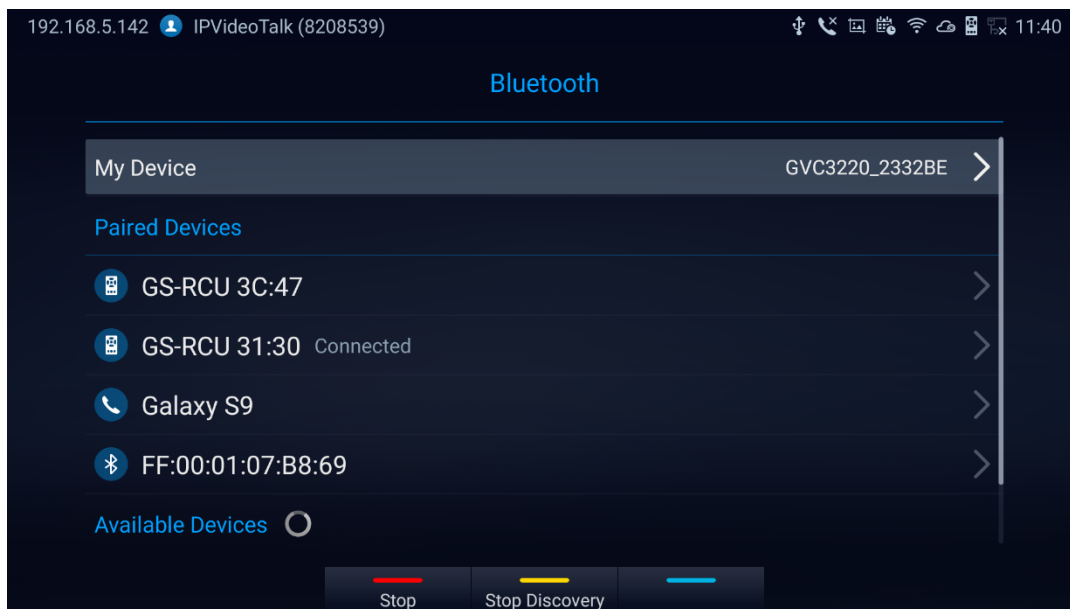 192.168.5.142 IPVideoTalk (8208539) 11:40
Bluetooth
My Device GVC3220_2332BE
Paired Devices
GS-RCU 3C:47
GS-RCU 31:30 Connected
Galaxy S9
FF:00:01:07:B8:69
Available Devices
Stop Stop Discovery